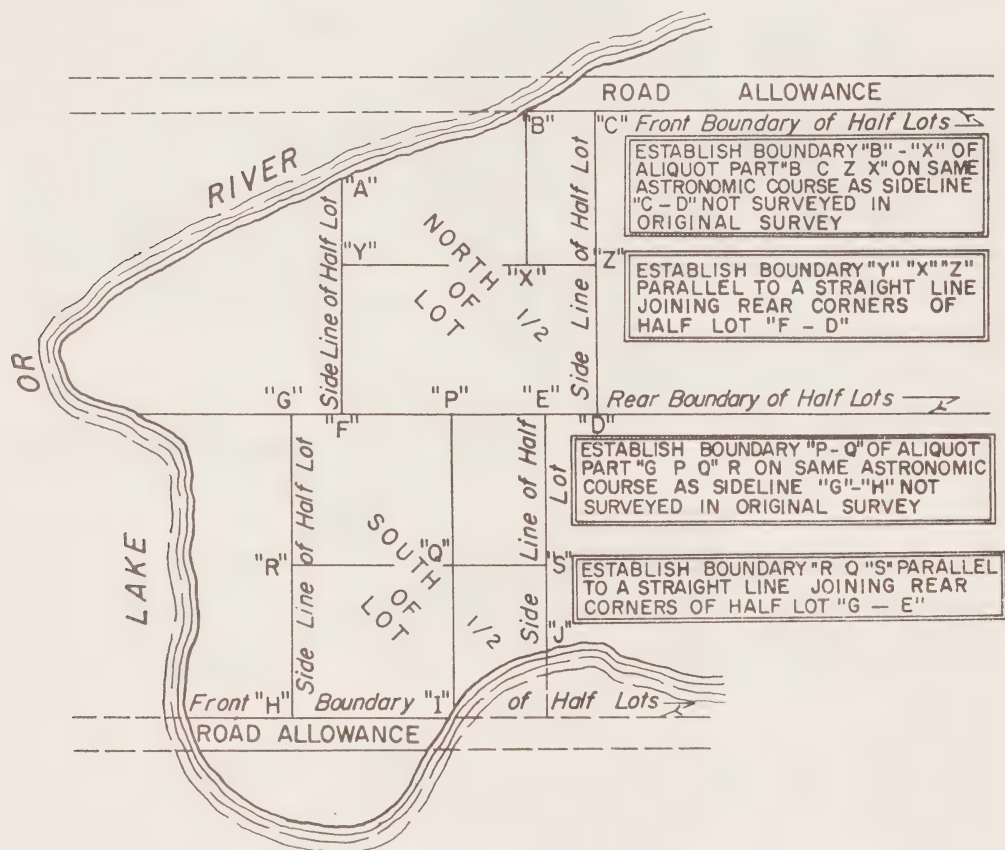 ROAD ALLOWANCE
"B"
"C"
Front Boundary of Half Lots
ESTABLISH BOUNDARY "B"-"X" OF
ALIQUOT PART "B C Z X" ON SAME
ASTRONOMIC COURSE AS SIDELINE
"C-D" NOT SURVEYED IN
ORIGINAL SURVEY
RIVER
"A"
Side Line of Half Lot
"Y"
NORTH 1/2
OF
LOT
"X"
Side Line of Half Lot
"Z"
ESTABLISH BOUNDARY "Y" "X" "Z"
PARALLEL TO A STRAIGHT LINE
JOINING REAR CORNERS OF
HALF LOT "F - D"
OR
"G"
"F"
"P"
"E"
"D"
Rear Boundary of Half Lots
ESTABLISH BOUNDARY "P-Q" OF ALIQUOT
PART "G P Q" R ON SAME ASTRONOMIC
COURSE AS SIDELINE "G"-"H" NOT
SURVEYED IN ORIGINAL SURVEY
LAKE
Side Line of Half Lot
"R"
SOUTH 1/2
OF
LOT
"Q"
Side Line of Half Lot
"S"
ESTABLISH BOUNDARY "R Q "S" PARALLEL
TO A STRAIGHT LINE JOINING REAR
CORNERS OF HALF LOT "G — E"
"J"
Front "H" Boundary "I" of Half Lots
ROAD ALLOWANCE